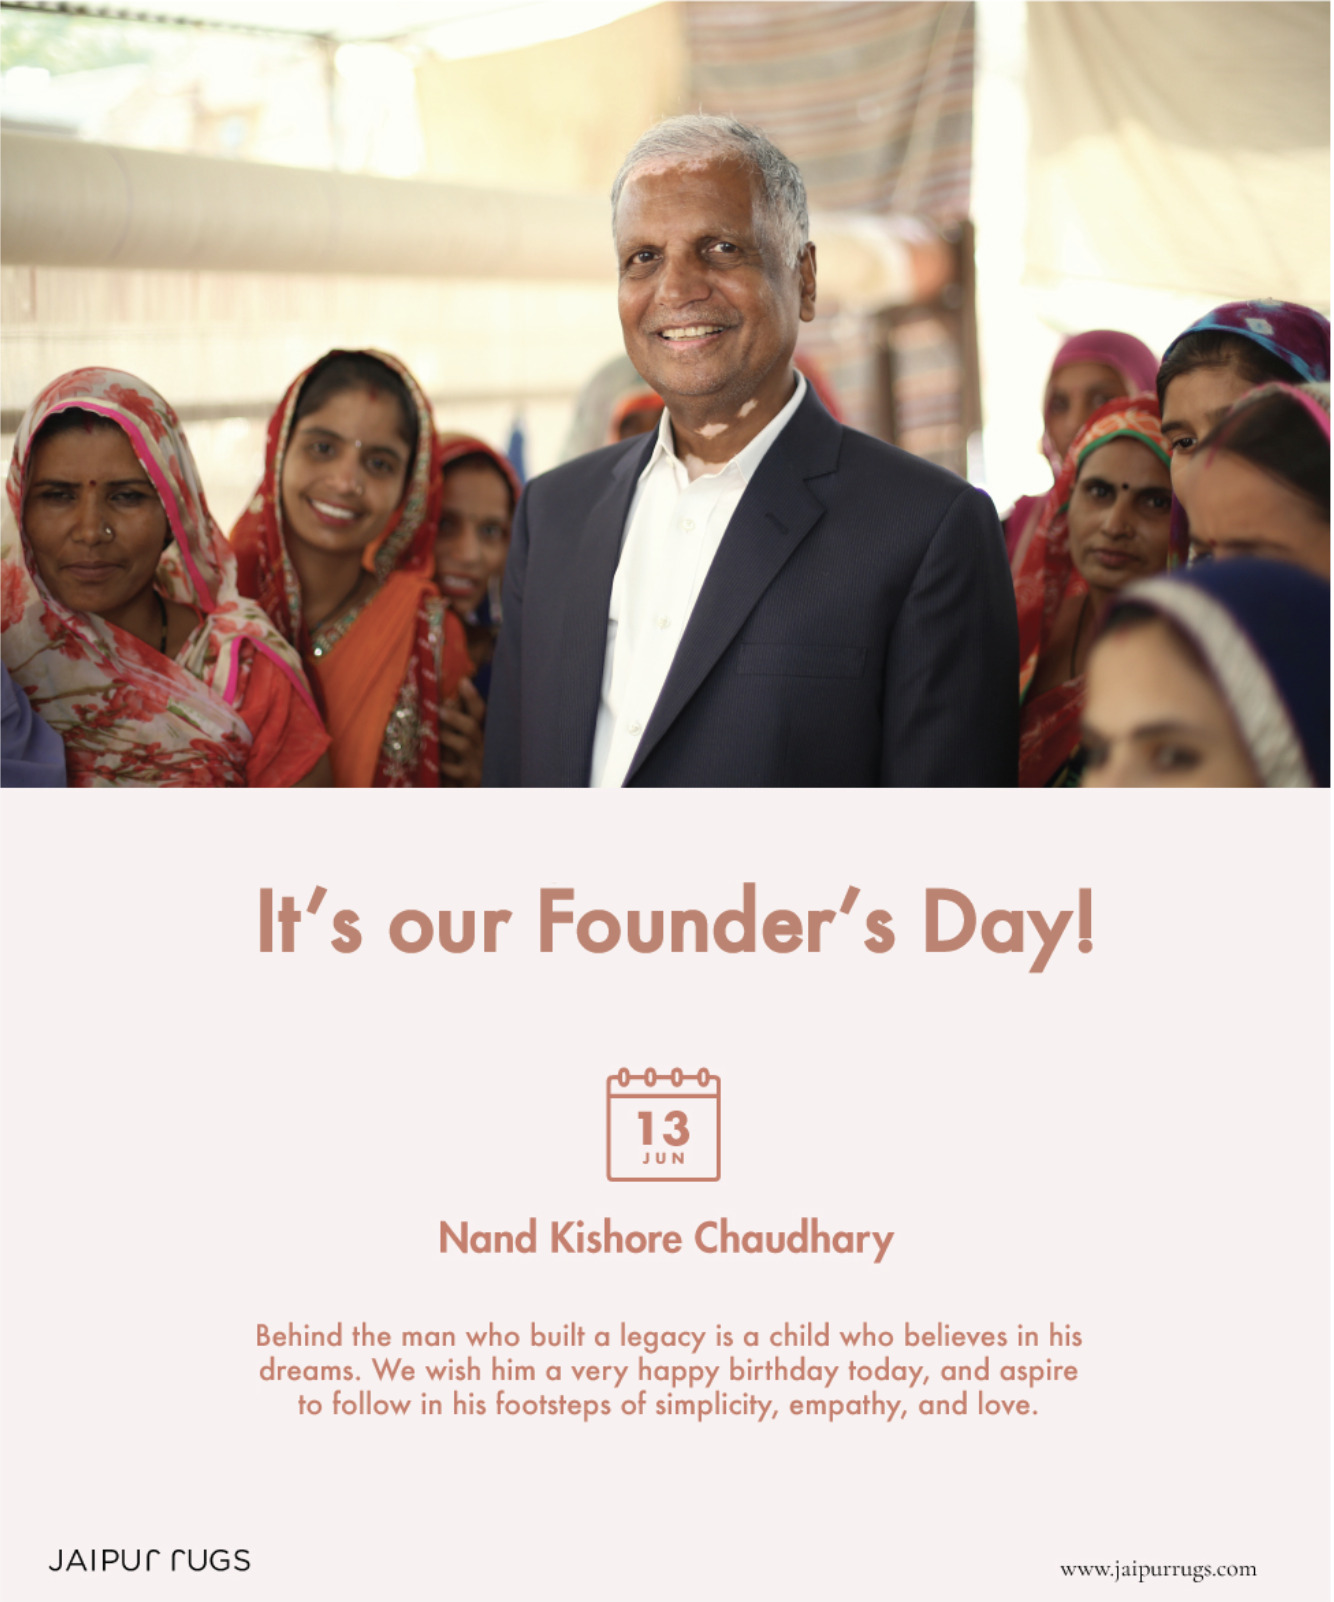 It’s our Founder’s Day!
13
JUN
Nand Kishore Chaudhary
Behind the man who built a legacy is a child who believes in his
dreams. We wish him a very happy birthday today, and aspire
to follow in his footsteps of simplicity, empathy, and love.
JAIPUR RUGS
www.jaipurrugs.com